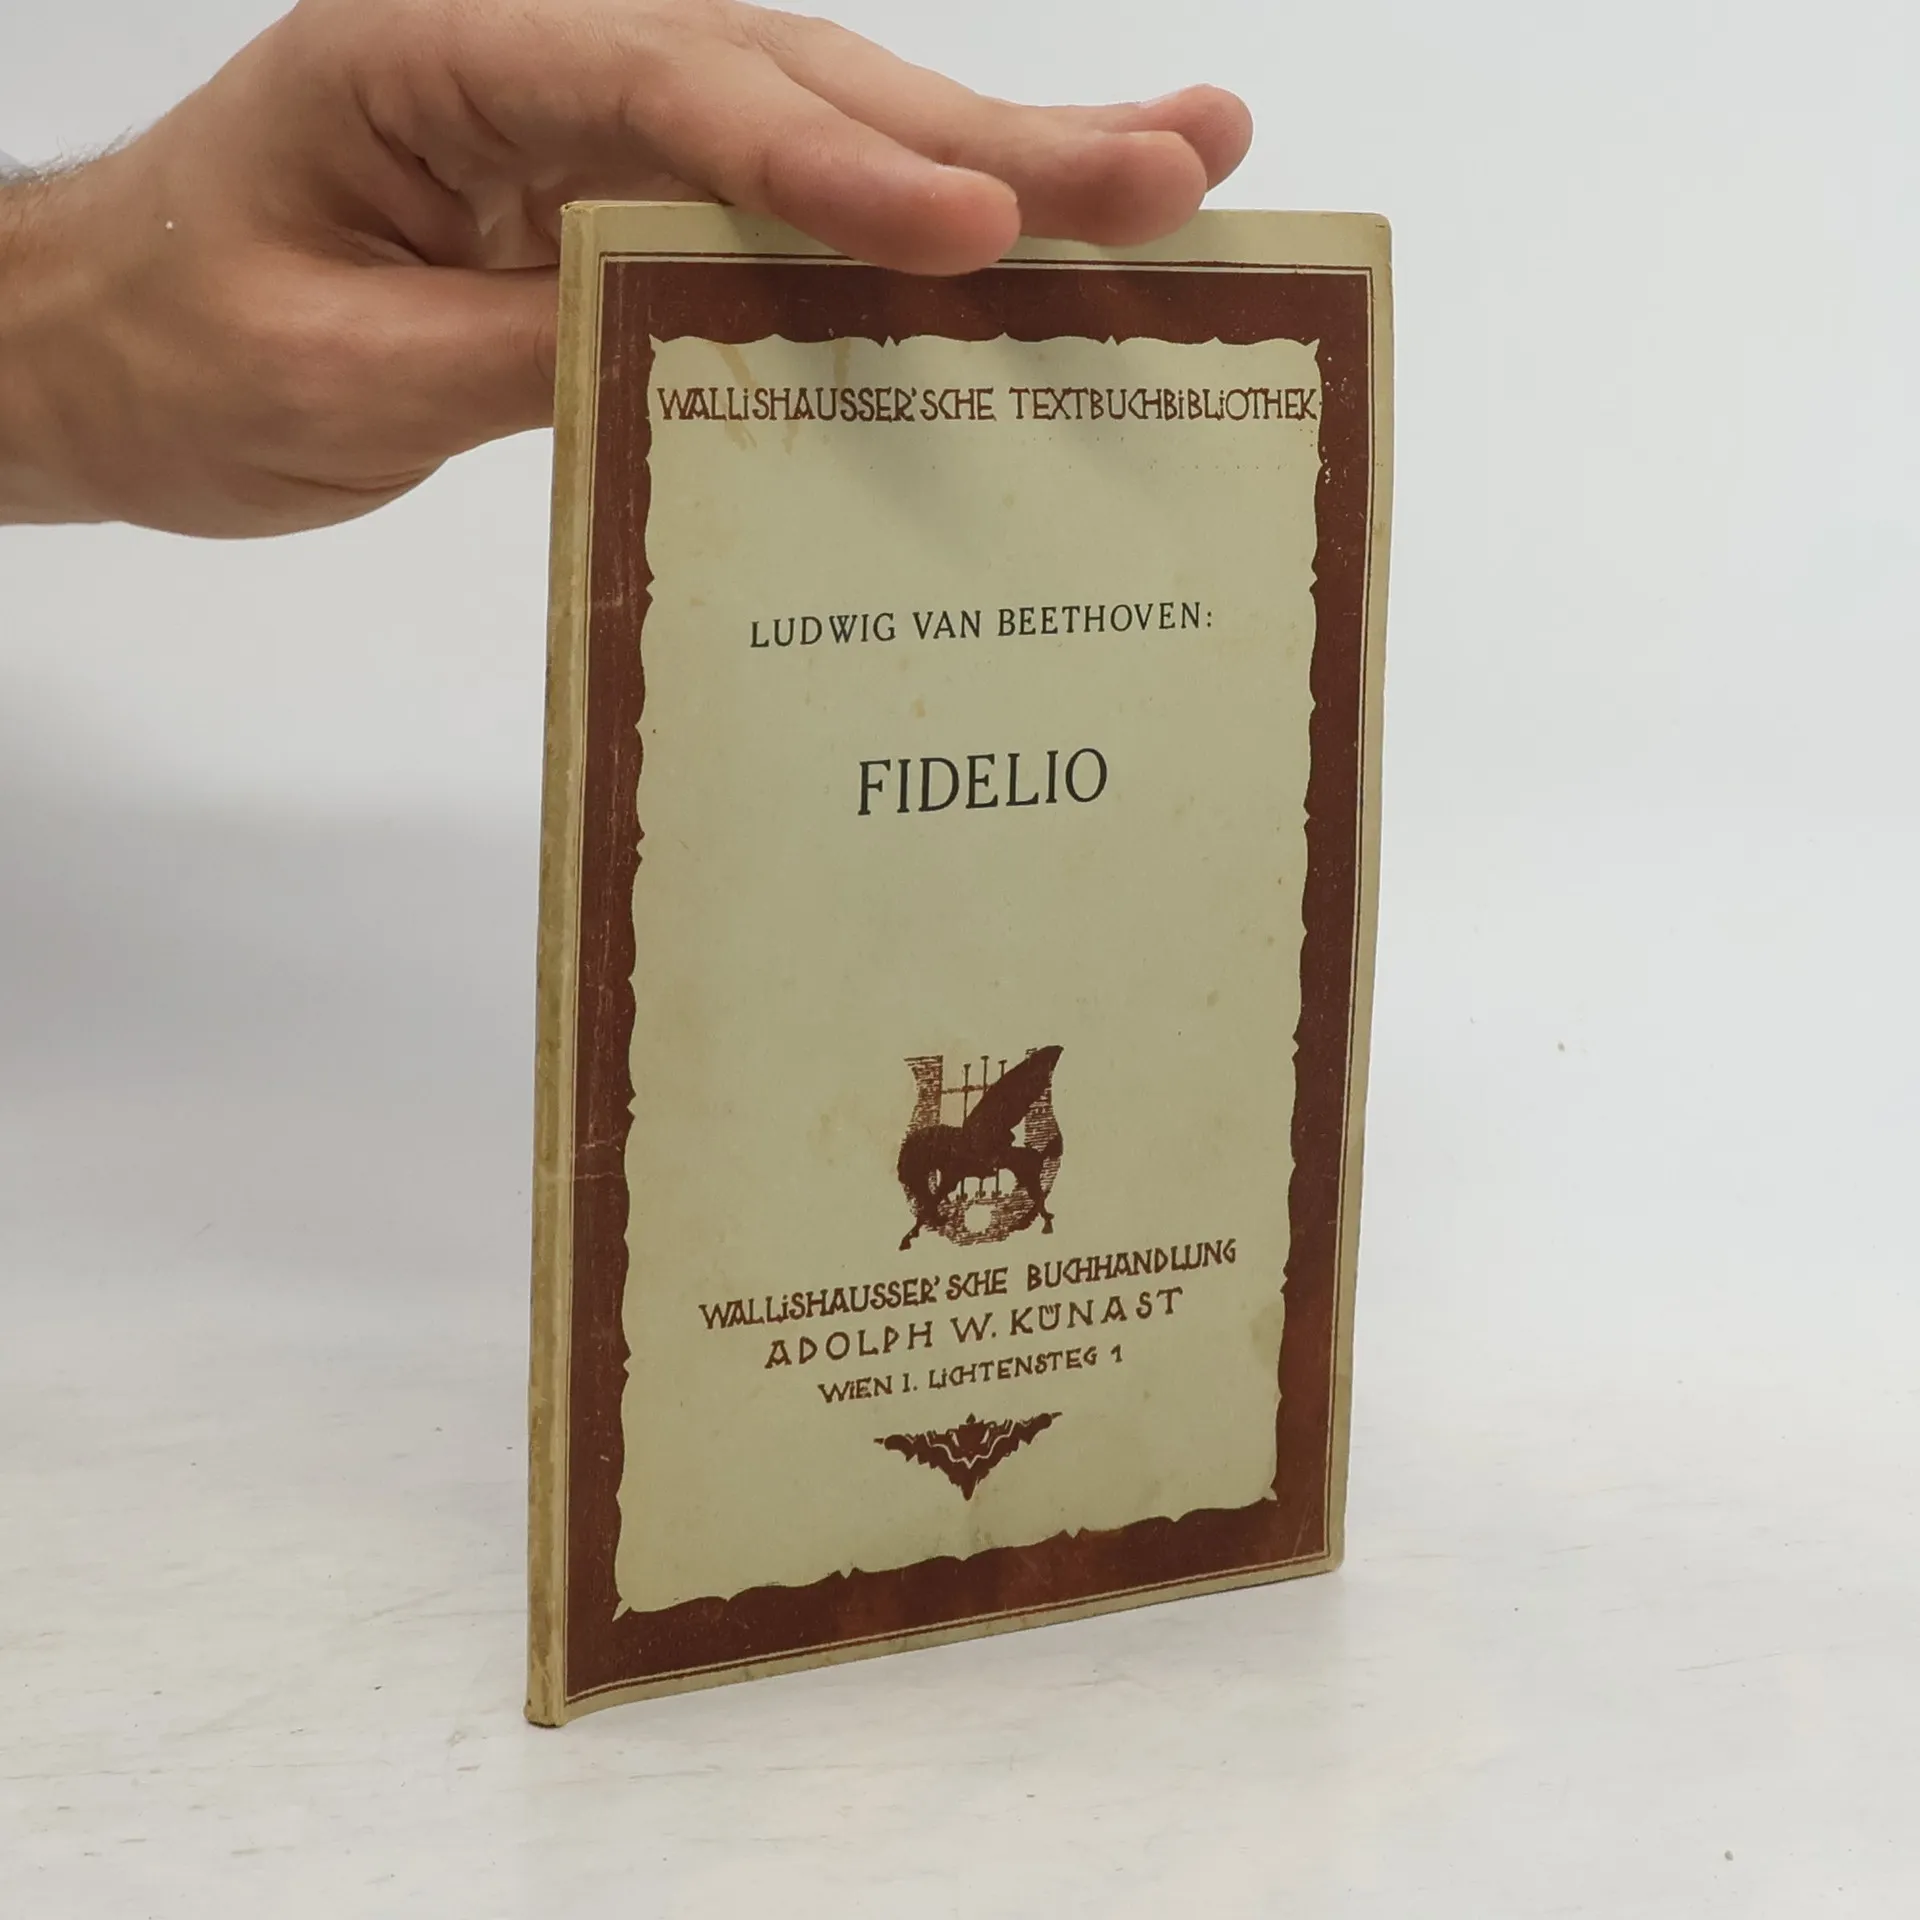 WALLiSHAUSSER'SCHE TEXTBUCHBiBLiOTHEK
LUDWIG VAN BEETHOVEN:
FIDELIO
WALLiSHAUSSER'SCHE BUCHHANDLUNG
ADOLPH W. KÜNAST
WiEN I. LiCHTENSTEG 1